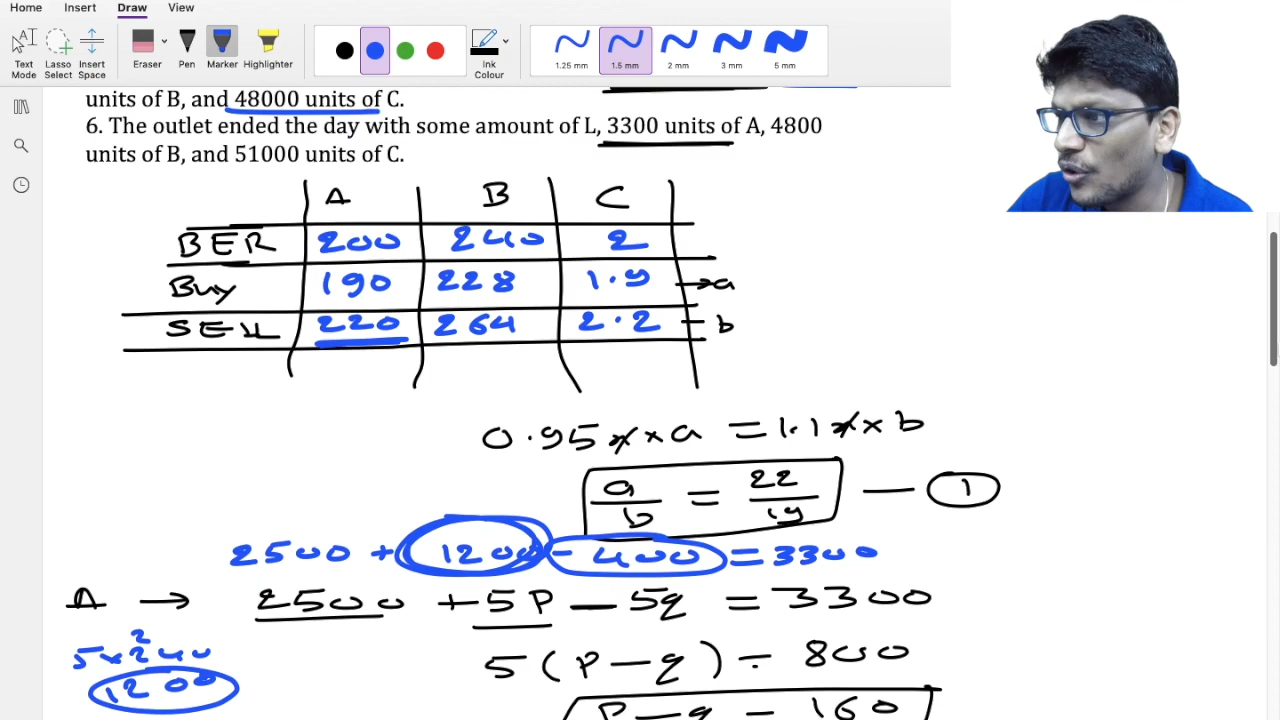 Home Insert Draw View
Text Mode
Lasso Select
Insert Space
Eraser
Pen
Marker
Highlighter
1.25 mm
1.5 mm
2 mm
3 mm
5 mm
Ink Colour
units of B, and 48000 units of C.
6. The outlet ended the day with some amount of L, 3300 units of A, 4800
units of B, and 51000 units of C.
A B C
BER 200 240 2
Buy 190 228 1.9 → a
SELL 220 264 2.2 – b
0.95x × a = 1.1x × b
a/b = 22/19 — 1
2500 + 1200 - 400 = 3300
A → 2500 + 5P - 5q = 3300
5 x 240
1200
5(P - q) = 800
P - q = 160